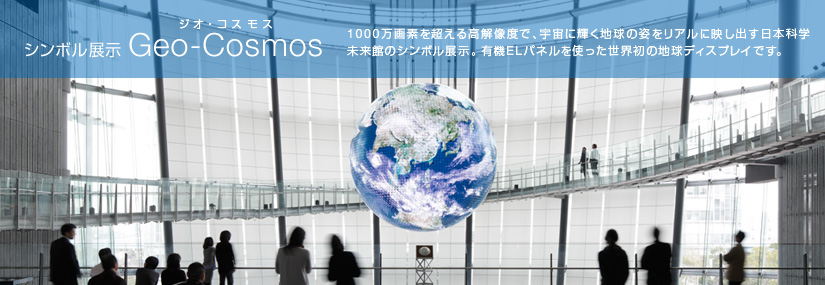 ジオ・コスモス
シンボル展示 Geo-Cosmos
1000万画素を超える高解像度で、宇宙に輝く地球の姿をリアルに映し出す日本科学
未来館のシンボル展示。有機ELパネルを使った世界初の地球ディスプレイです。